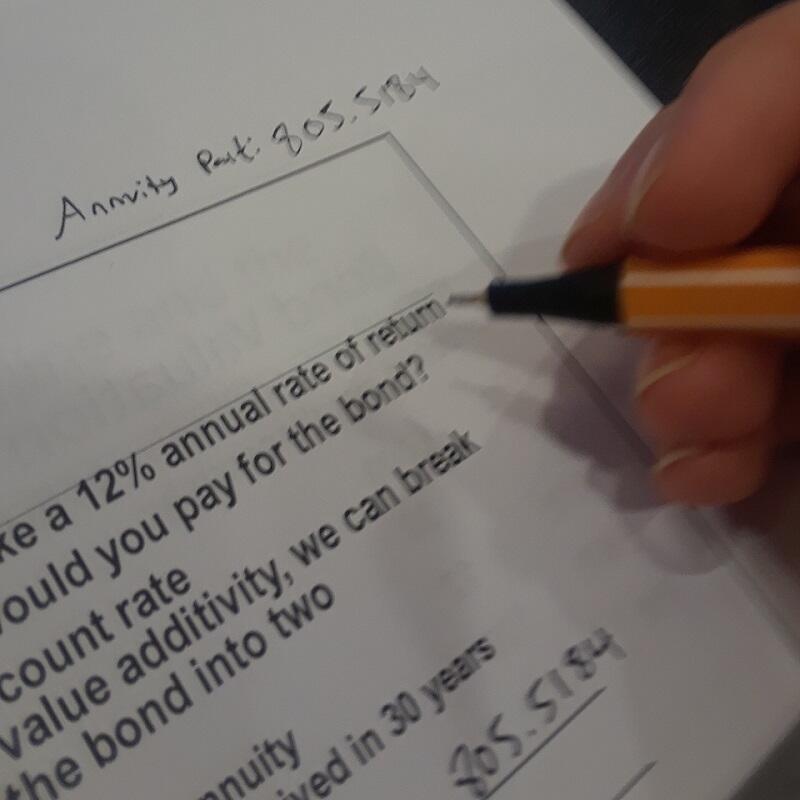 Annuity Part: 805.5184
ke a 12% annual rate of return
ould you pay for the bond?
count rate
value additivity, we can break
the bond into two
nnuity
ived in 30 years
805.5184